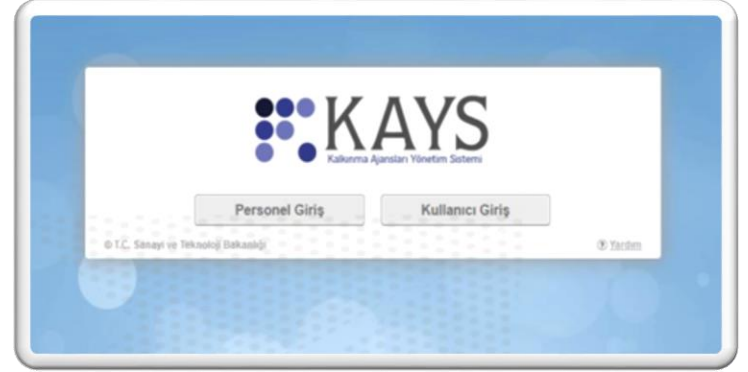 KAYS
Kalkınma Ajansları Yönetim Sistemi
Personel Giriş
Kullanıcı Giriş
© T.C. Sanayi ve Teknoloji Bakanlığı
? Yardım